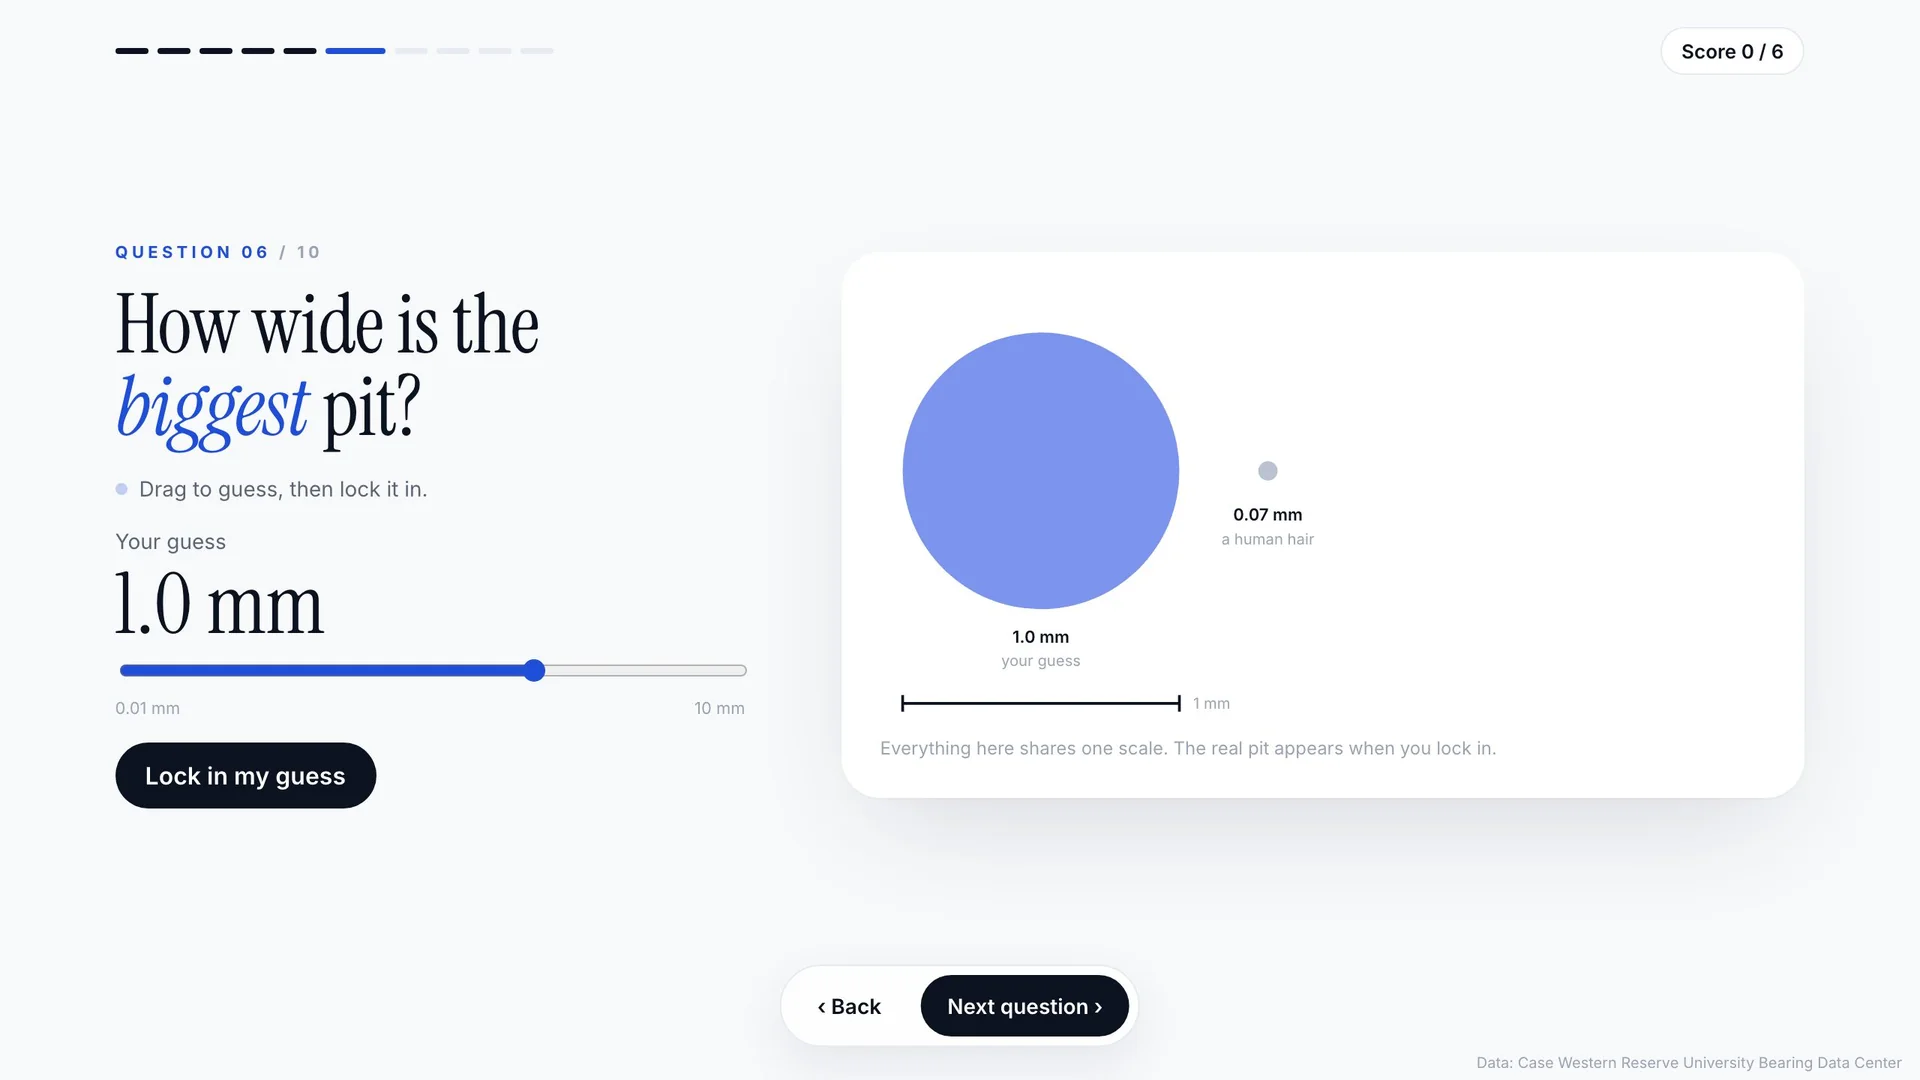 Score 0 / 6
QUESTION 06 / 10
How wide is the
biggest pit?
Drag to guess, then lock it in.
Your guess
1.0 mm
0.01 mm
10 mm
Lock in my guess
0.07 mm
a human hair
1.0 mm
your guess
1 mm
Everything here shares one scale. The real pit appears when you lock in.
‹ Back
Next question ›
Data: Case Western Reserve University Bearing Data Center